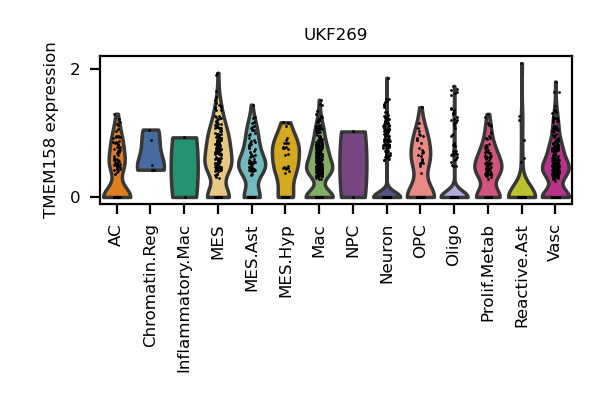 UKF269
TMEM158 expression
2
0
AC
Chromatin.Reg
Inflammatory.Mac
MES
MES.Ast
MES.Hyp
Mac
NPC
Neuron
OPC
Oligo
Prolif.Metab
Reactive.Ast
Vasc